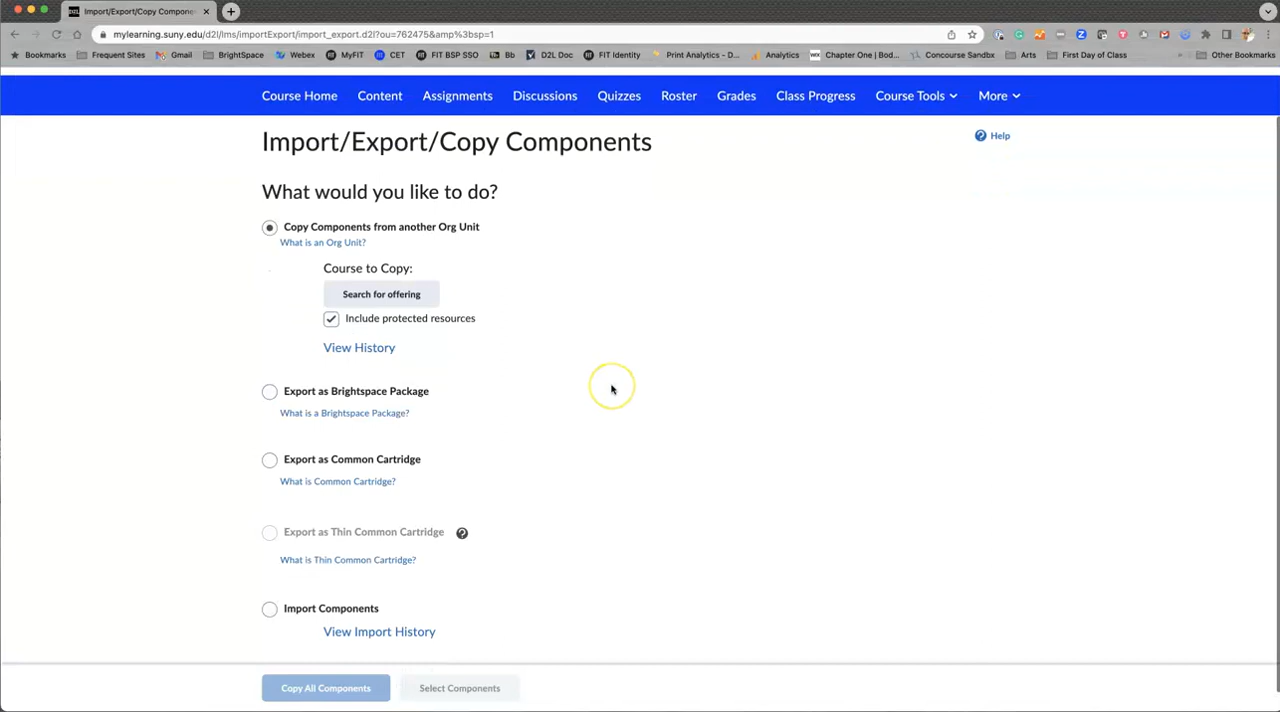 Import/Export/Copy Compone
mylearning.suny.edu/d2l/lms/importExport/import_export.d2l?ou=762475&amp%3bsp=1
Bookmarks Frequent Sites Gmail BrightSpace Webex MyFIT CET FIT BSP SSO Bb D2L Doc FIT Identity Print Analytics – D... Analytics Chapter One | Bod... Concourse Sandbx Arts First Day of Class » Other Bookmarks
Course Home Content Assignments Discussions Quizzes Roster Grades Class Progress Course Tools More
Import/Export/Copy Components
Help
What would you like to do?
Copy Components from another Org Unit
What is an Org Unit?
Course to Copy:
Search for offering
Include protected resources
View History
Export as Brightspace Package
What is a Brightspace Package?
Export as Common Cartridge
What is Common Cartridge?
Export as Thin Common Cartridge
What is Thin Common Cartridge?
Import Components
View Import History
Copy All Components Select Components